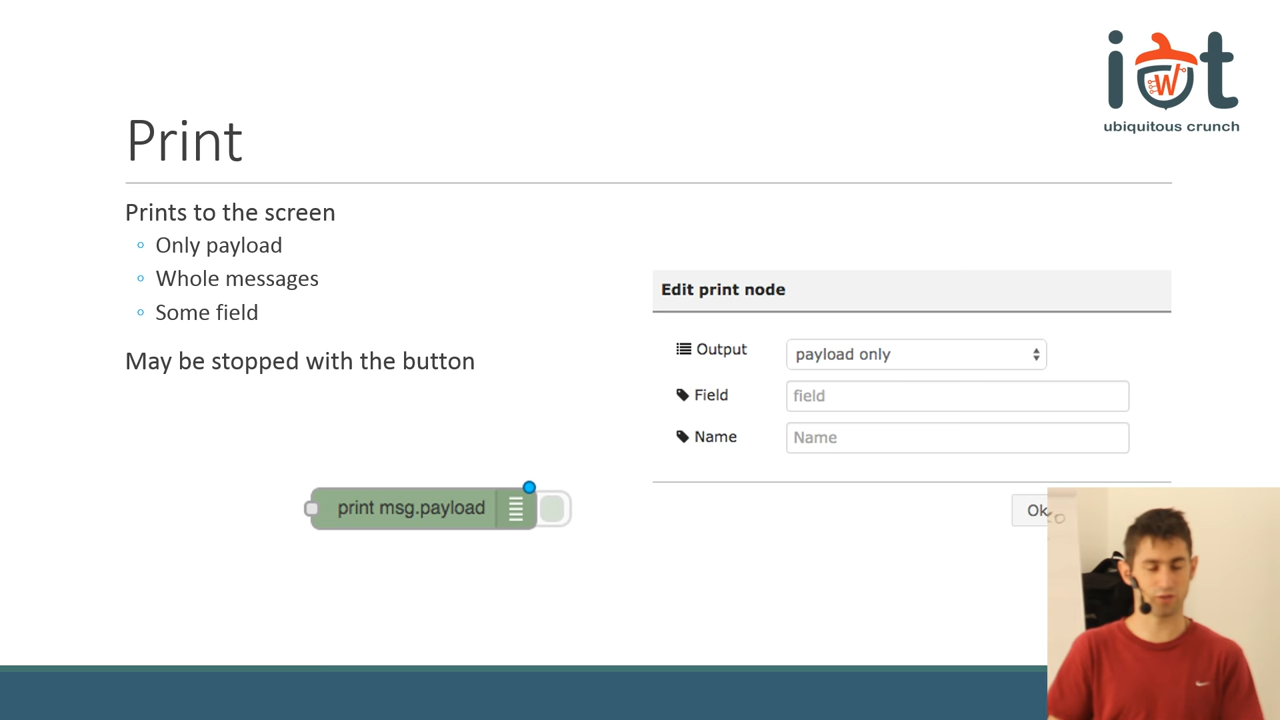 iot
W
ubiquitous crunch
Print
Prints to the screen
Only payload
Whole messages
Some field
May be stopped with the button
Edit print node
Output
payload only
Field
field
Name
Name
print msg.payload
Ok